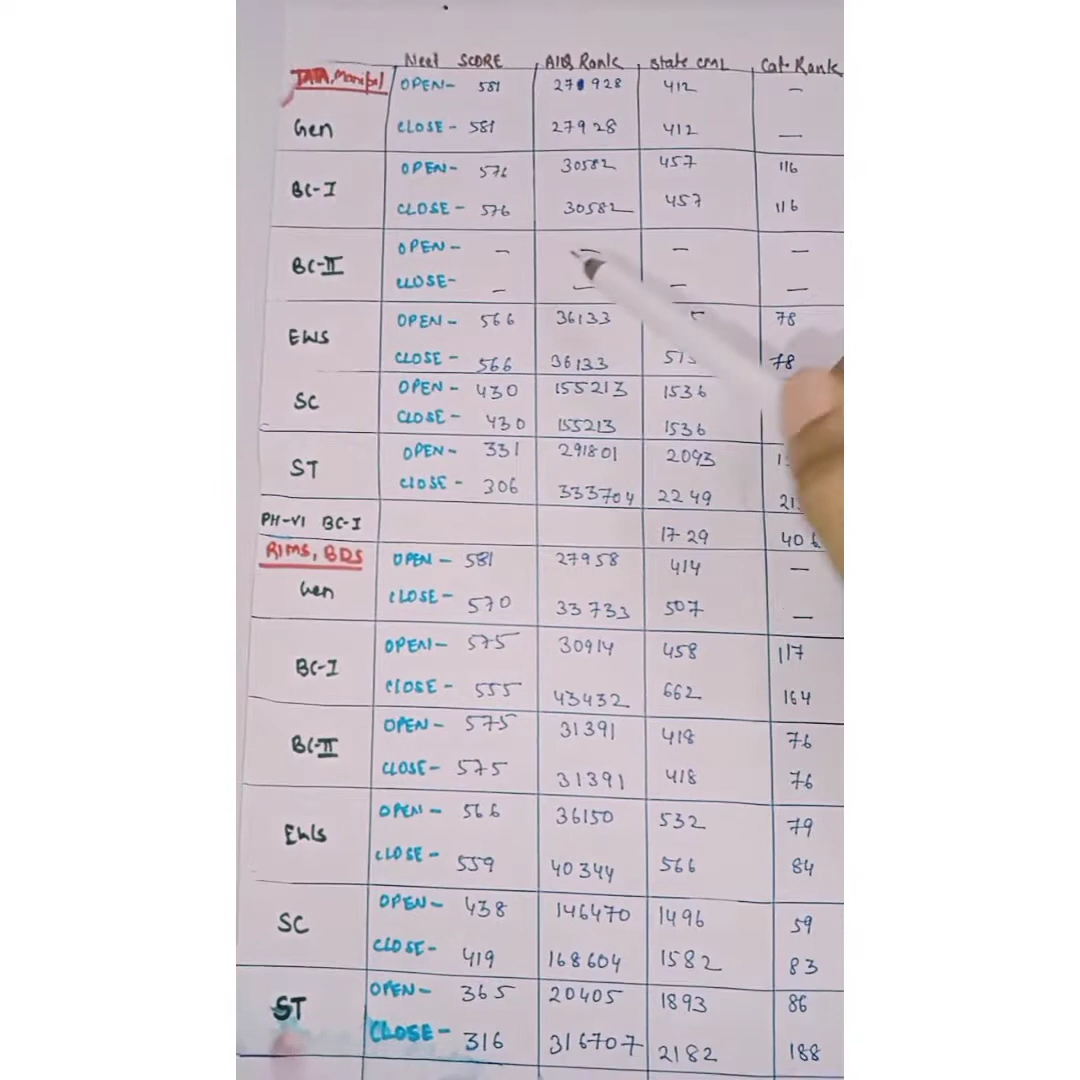 Neet SCORE AIQ Rank State CML Cat. Rank
TATA, Manipal OPEN- 581 27928 412 –
Gen CLOSE - 581 27928 412 —
BC-I OPEN- 576 30582 457 116
CLOSE - 576 30582 457 116
BC-II OPEN- – – – –
CLOSE- – – – –
EWS OPEN- 566 36133 78
CLOSE - 566 36133 78
SC OPEN- 430 155213 1536
CLOSE- 430 155213 1536
ST OPEN- 331 291801 2093
CLOSE - 306 333704 2249
PH-VI BC-I 1729
RIMS, BDS OPEN - 581 27958 414 –
Gen CLOSE- 570 33733 507 —
BC-I OPEN- 575 30914 458 117
CLOSE - 555 43432 662 164
BC-II OPEN- 575 31391 418 76
CLOSE- 575 31391 418 76
EWS OPEN - 566 36150 532 79
CLOSE- 559 40344 566 84
SC OPEN- 438 146470 1496 59
CLOSE- 419 168604 1582 83
ST OPEN- 365 20405 1893 86
CLOSE- 316 316707 2182 188